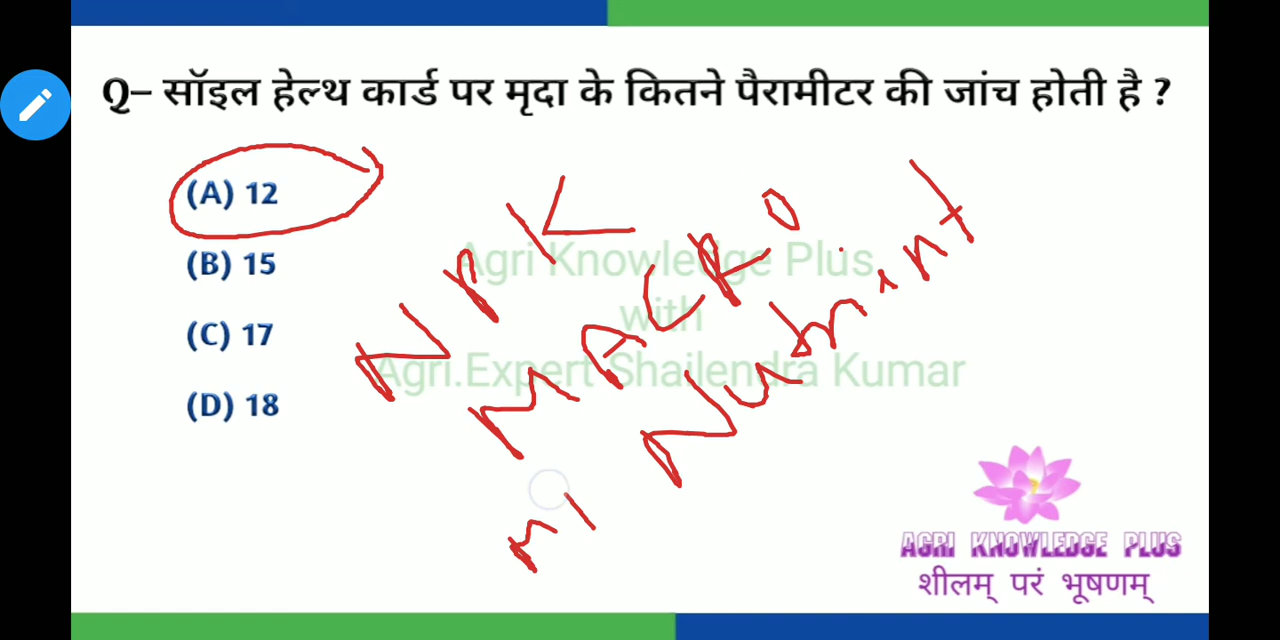 Q– सॉइल हेल्थ कार्ड पर मृदा के कितने पैरामीटर की जांच होती है ?
(A) 12
(B) 15
(C) 17
(D) 18
Agri Knowledge Plus
with
Agri.Expert Shailendra Kumar
N P K
MACRO
Nutrient
mi
AGRI KNOWLEDGE PLUS
शीलम् परं भूषणम्